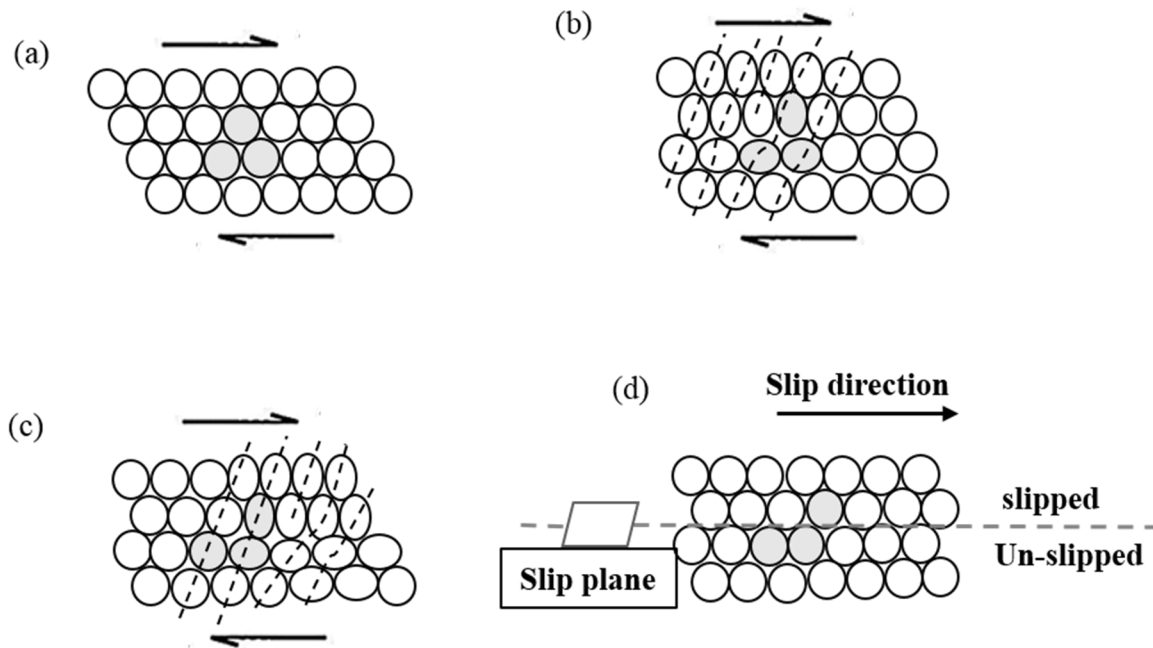 (a)
(b)
(c)
(d)
Slip direction
slipped
Un-slipped
Slip plane